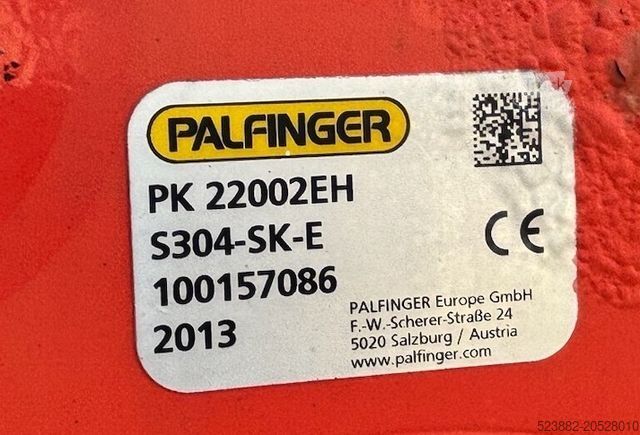 PALFINGER
PK 22002EH
S304-SK-E
100157086
2013
CE
PALFINGER Europe GmbH
F.-W.-Scherer-Straße 24
5020 Salzburg / Austria
www.palfinger.com
523882-20528010